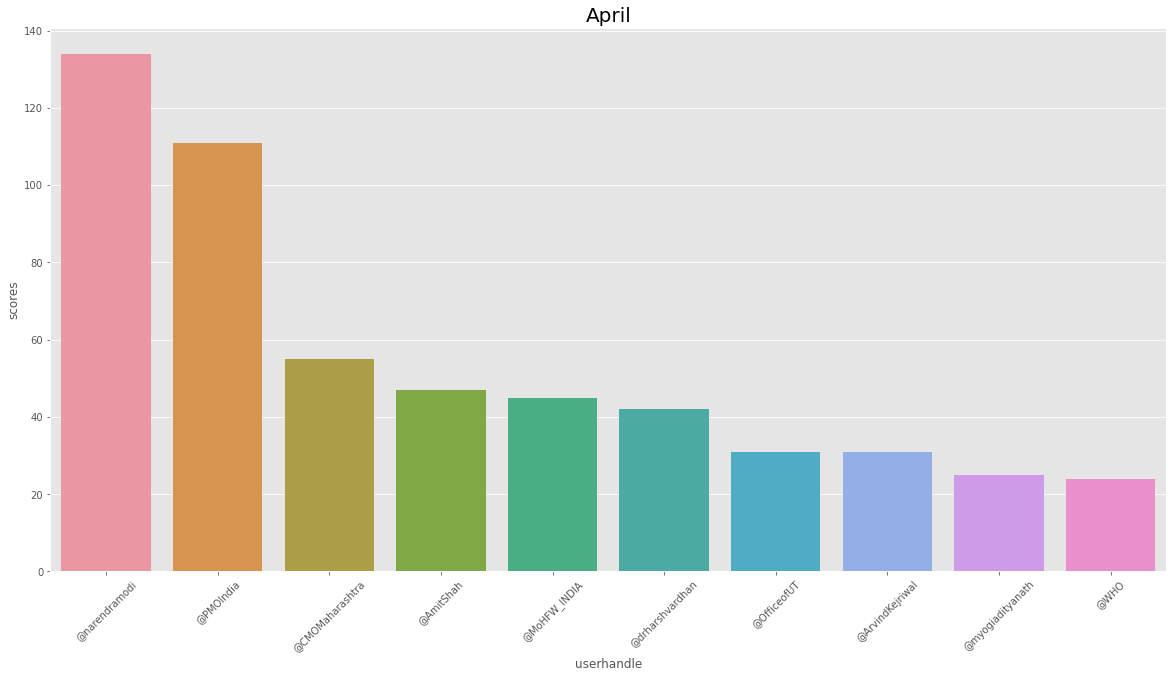 April
140
120
100
80
60
40
20
0
scores
@narendramodi
@PMOIndia
@CMOMaharashtra
@AmitShah
@MoHFW_INDIA
@drharshvardhan
@OfficeofUT
@ArvindKejriwal
@myogiadityanath
@WHO
userhandle